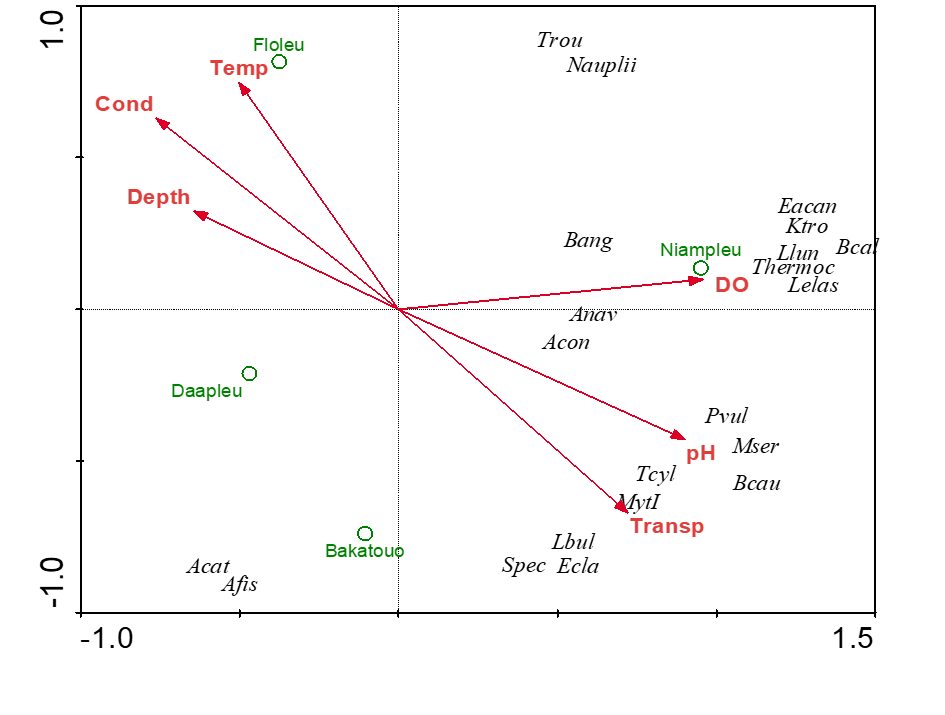 1.0
Trou
Floleu
Nauplii
Temp
Cond
Depth
Eacan
Ktro
Bang
Niampleu
Bcal
Llun
Thermoc
DO
Lelas
Anav
Acon
Daapleu
Pvul
Mser
pH
Tcyl
Bcau
MytI
Transp
Lbul
Bakatouo
Acat
Spec Ecla
Afis
-1.0
-1.0 1.5